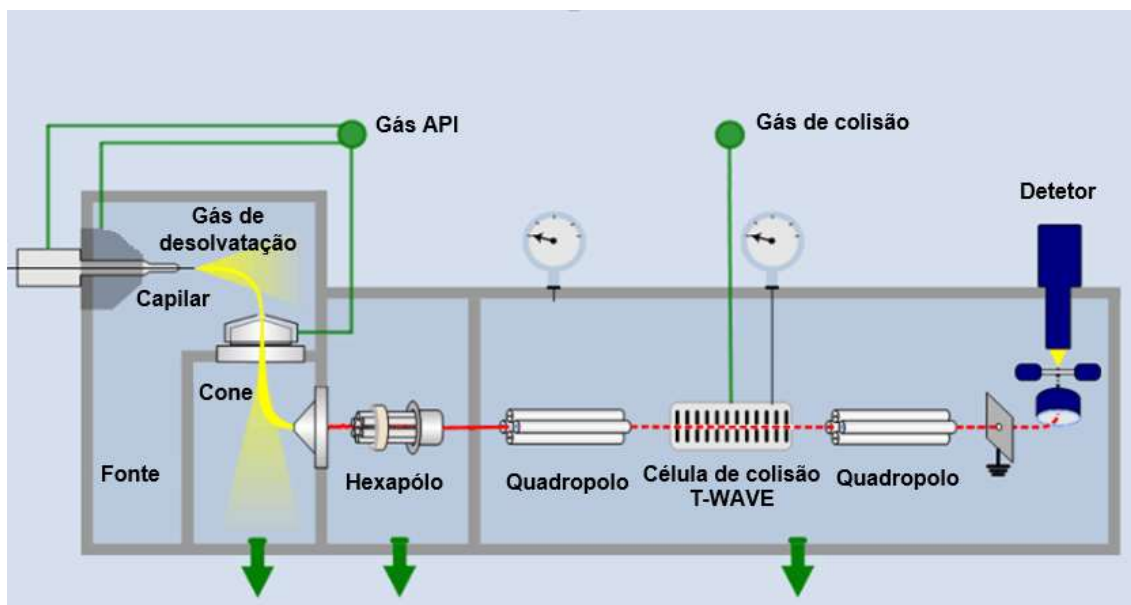 Gás API
Gás de colisão
Detetor
Gás de
desolvatação
Capilar
Cone
Fonte
Hexapólo
Quadropolo
Célula de colisão
T-WAVE
Quadropolo